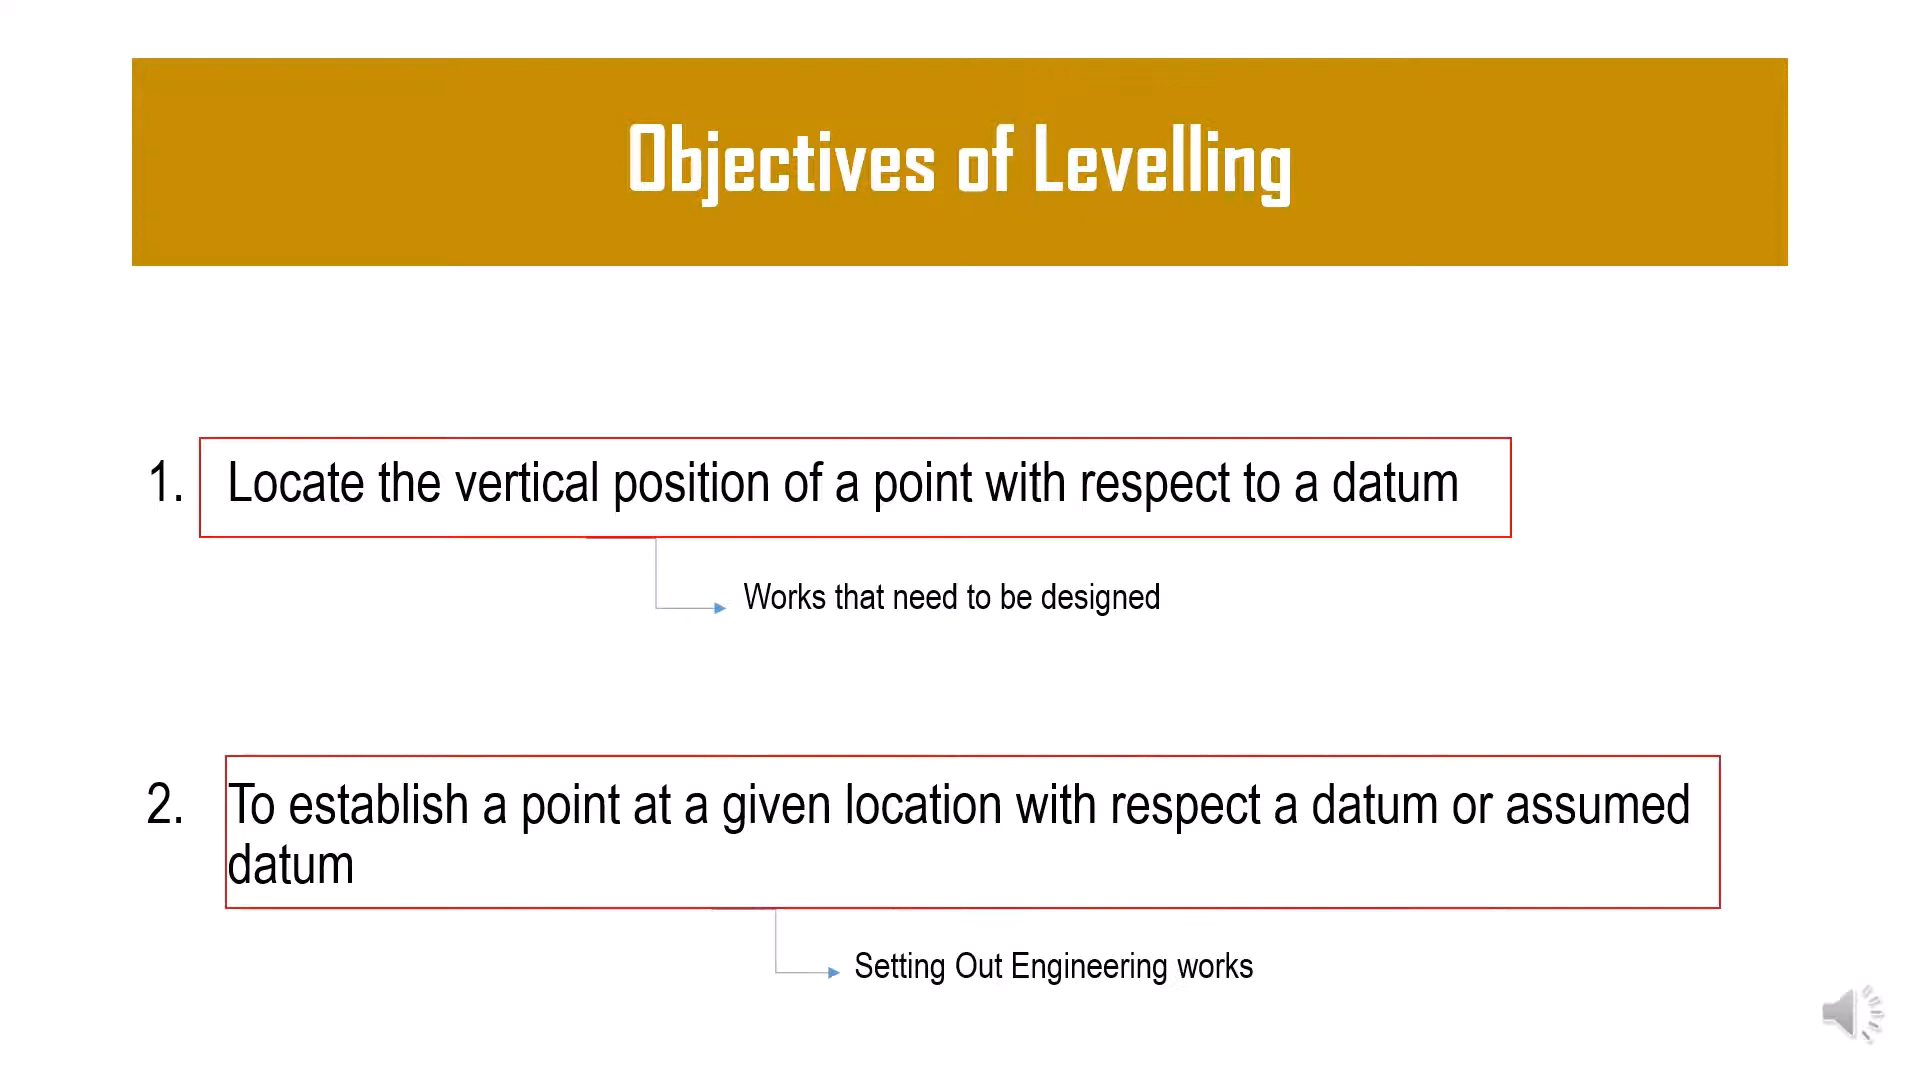 Objectives of Levelling
1. Locate the vertical position of a point with respect to a datum
Works that need to be designed
2. To establish a point at a given location with respect a datum or assumed
datum
Setting Out Engineering works